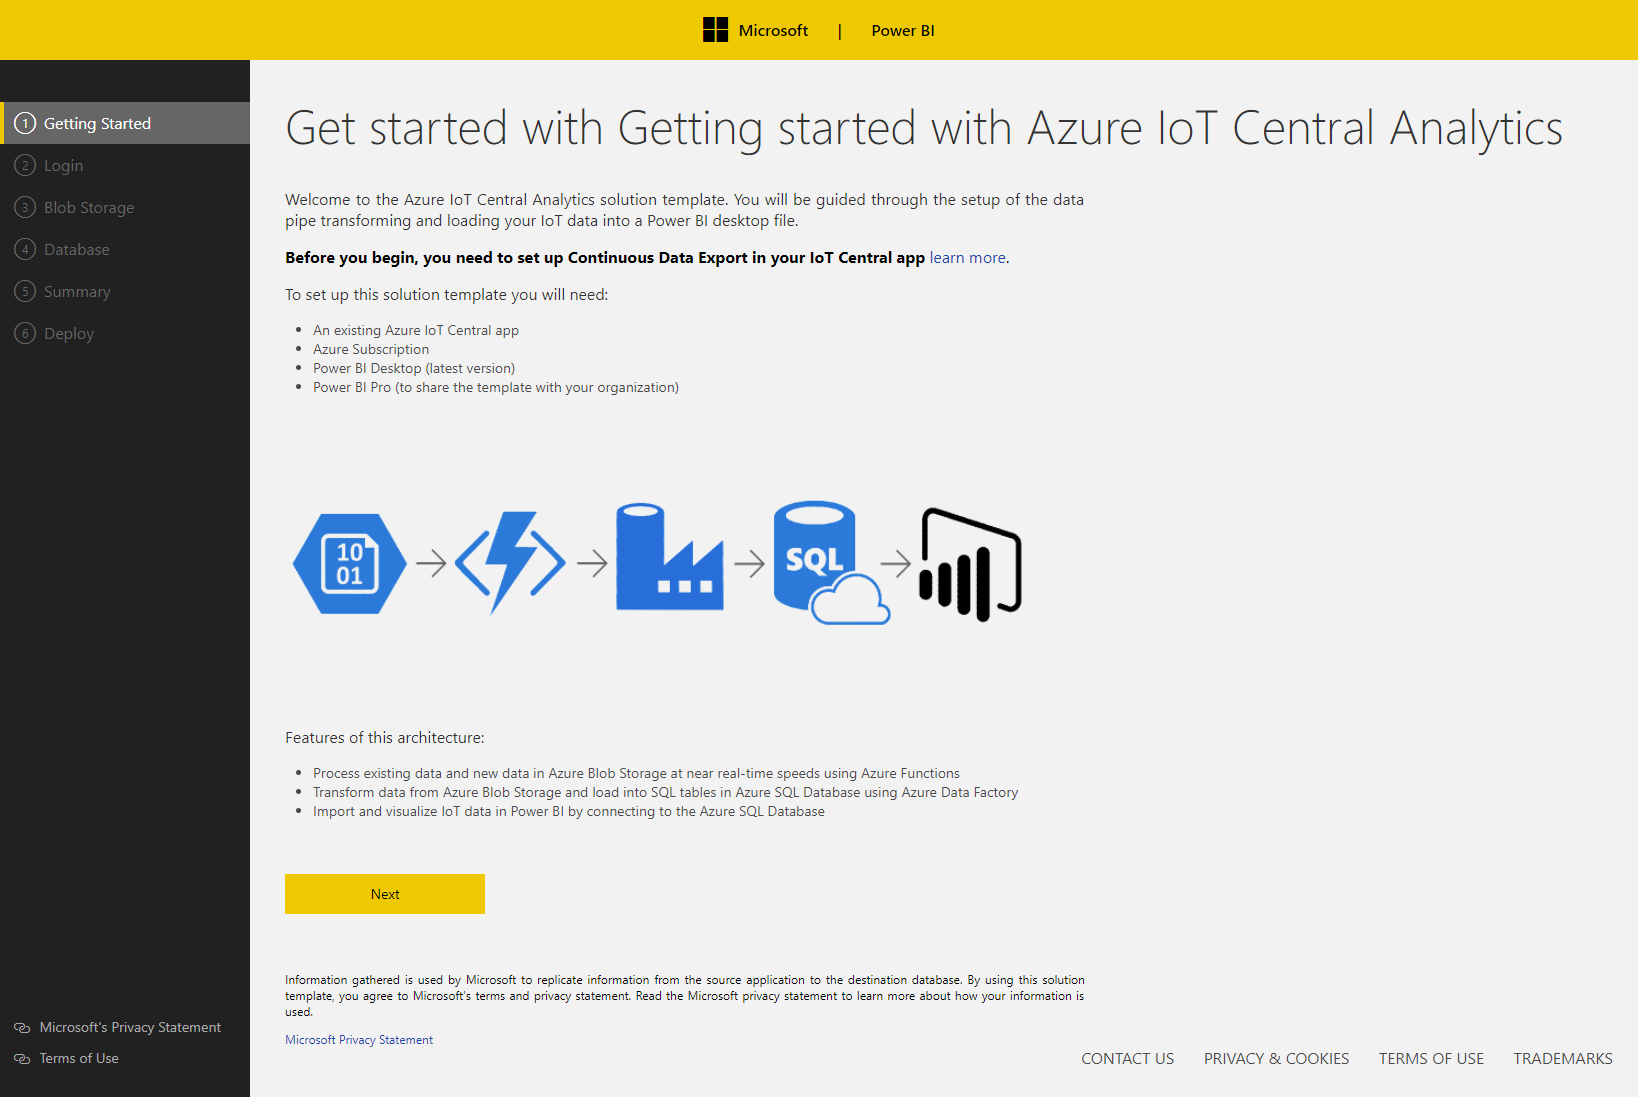 Microsoft | Power BI
1 Getting Started
2 Login
3 Blob Storage
4 Database
5 Summary
6 Deploy
Microsoft's Privacy Statement
Terms of Use
Get started with Getting started with Azure IoT Central Analytics
Welcome to the Azure IoT Central Analytics solution template. You will be guided through the setup of the data
pipe transforming and loading your IoT data into a Power BI desktop file.
Before you begin, you need to set up Continuous Data Export in your IoT Central app learn more.
To set up this solution template you will need:
• An existing Azure IoT Central app
• Azure Subscription
• Power BI Desktop (latest version)
• Power BI Pro (to share the template with your organization)
10
01
SQL
Features of this architecture:
• Process existing data and new data in Azure Blob Storage at near real-time speeds using Azure Functions
• Transform data from Azure Blob Storage and load into SQL tables in Azure SQL Database using Azure Data Factory
• Import and visualize IoT data in Power BI by connecting to the Azure SQL Database
Next
Information gathered is used by Microsoft to replicate information from the source application to the destination database. By using this solution
template, you agree to Microsoft's terms and privacy statement. Read the Microsoft privacy statement to learn more about how your information is
used.
Microsoft Privacy Statement
CONTACT US PRIVACY & COOKIES TERMS OF USE TRADEMARKS